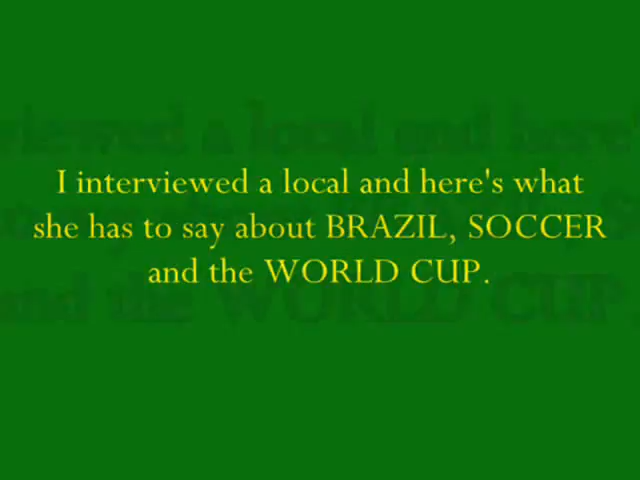 I interviewed a local and here's what
she has to say about BRAZIL, SOCCER
and the WORLD CUP.